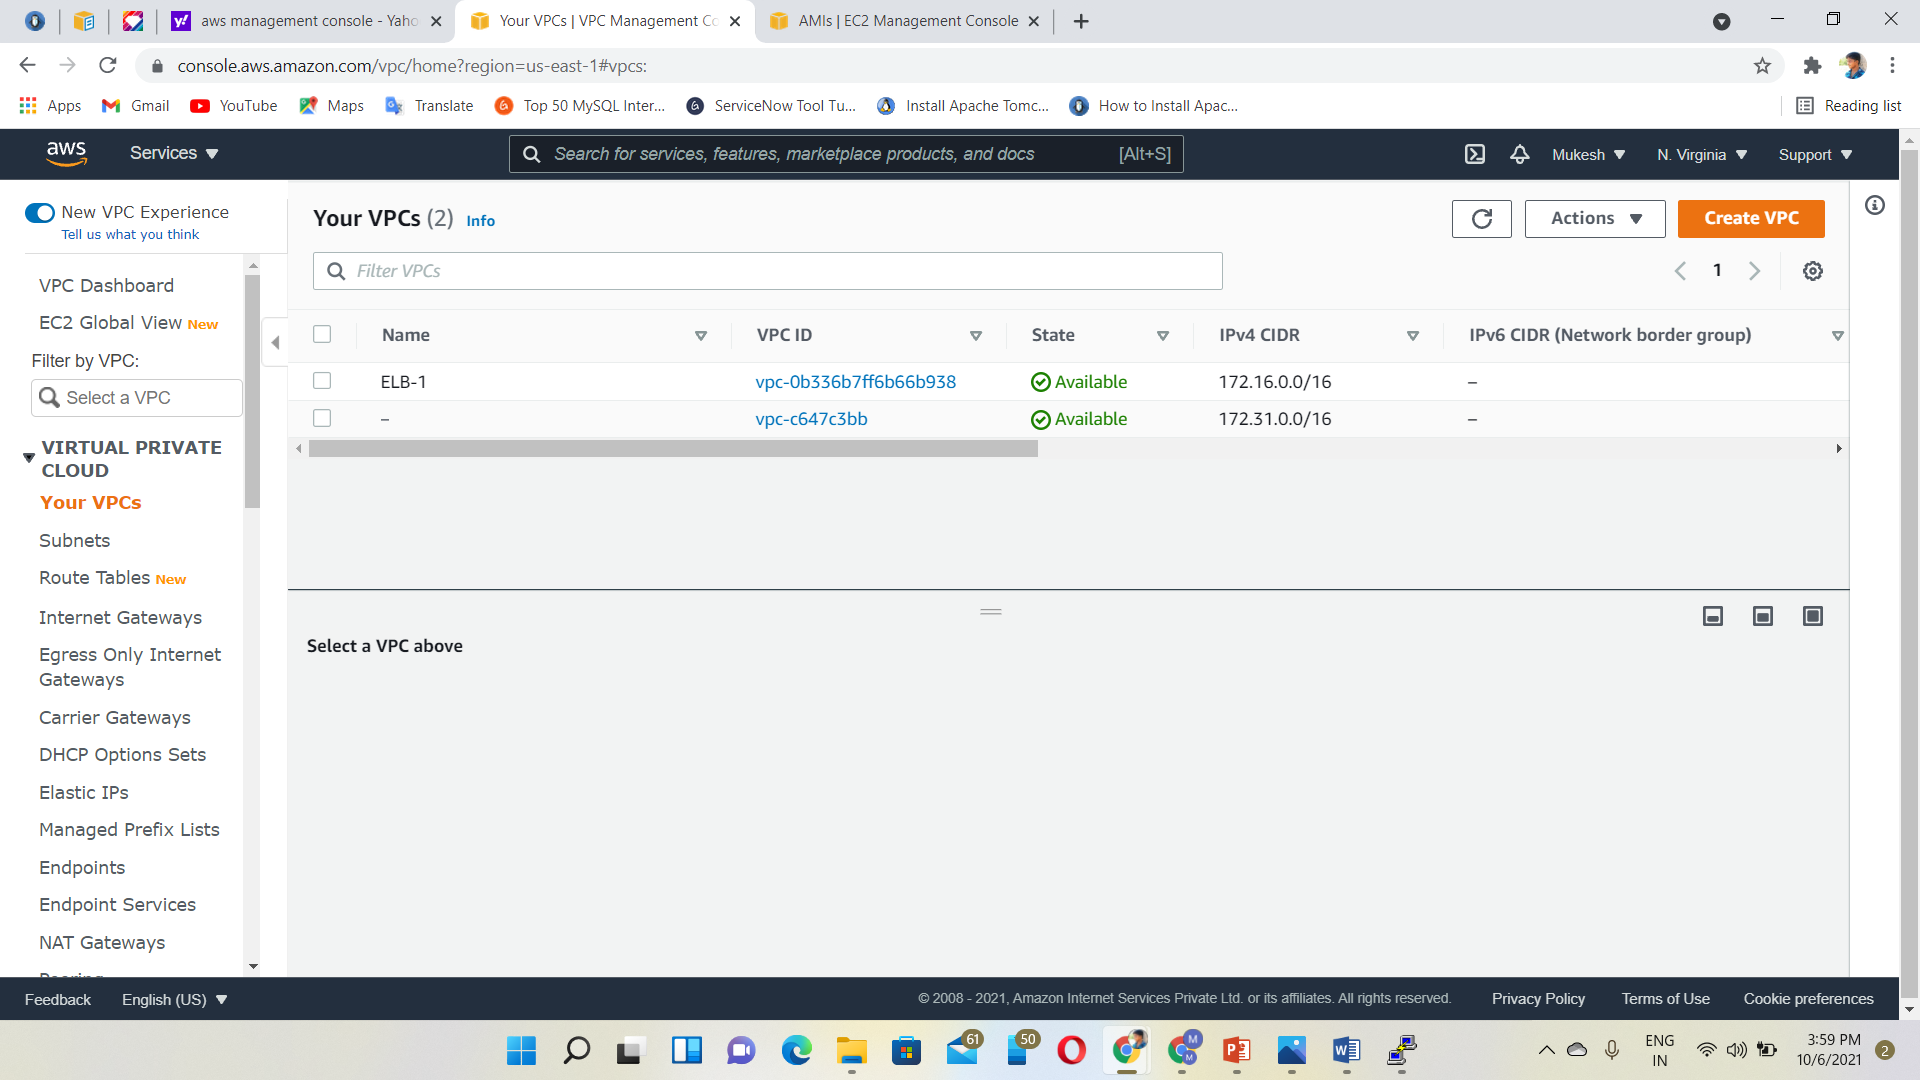 aws management console - Yaho
Your VPCs | VPC Management Co
AMIs | EC2 Management Console
console.aws.amazon.com/vpc/home?region=us-east-1#vpcs:
Apps
Gmail
YouTube
Maps
Translate
Top 50 MySQL Inter...
ServiceNow Tool Tu...
Install Apache Tomc...
How to Install Apac...
Reading list
aws
Services
Search for services, features, marketplace products, and docs
[Alt+S]
Mukesh
N. Virginia
Support
New VPC Experience
Tell us what you think
VPC Dashboard
EC2 Global View New
Filter by VPC:
Select a VPC
VIRTUAL PRIVATE
CLOUD
Your VPCs
Subnets
Route Tables New
Internet Gateways
Egress Only Internet
Gateways
Carrier Gateways
DHCP Options Sets
Elastic IPs
Managed Prefix Lists
Endpoints
Endpoint Services
NAT Gateways
Peering
Your VPCs (2) Info
Actions
Create VPC
Filter VPCs
1
Name VPC ID State IPv4 CIDR IPv6 CIDR (Network border group)
ELB-1 vpc-0b336b7ff6b66b938 Available 172.16.0.0/16 –
– vpc-c647c3bb Available 172.31.0.0/16 –
Select a VPC above
Feedback
English (US)
© 2008 - 2021, Amazon Internet Services Private Ltd. or its affiliates. All rights reserved.
Privacy Policy
Terms of Use
Cookie preferences
61
50
M
M
ENG
IN
3:59 PM
10/6/2021
2